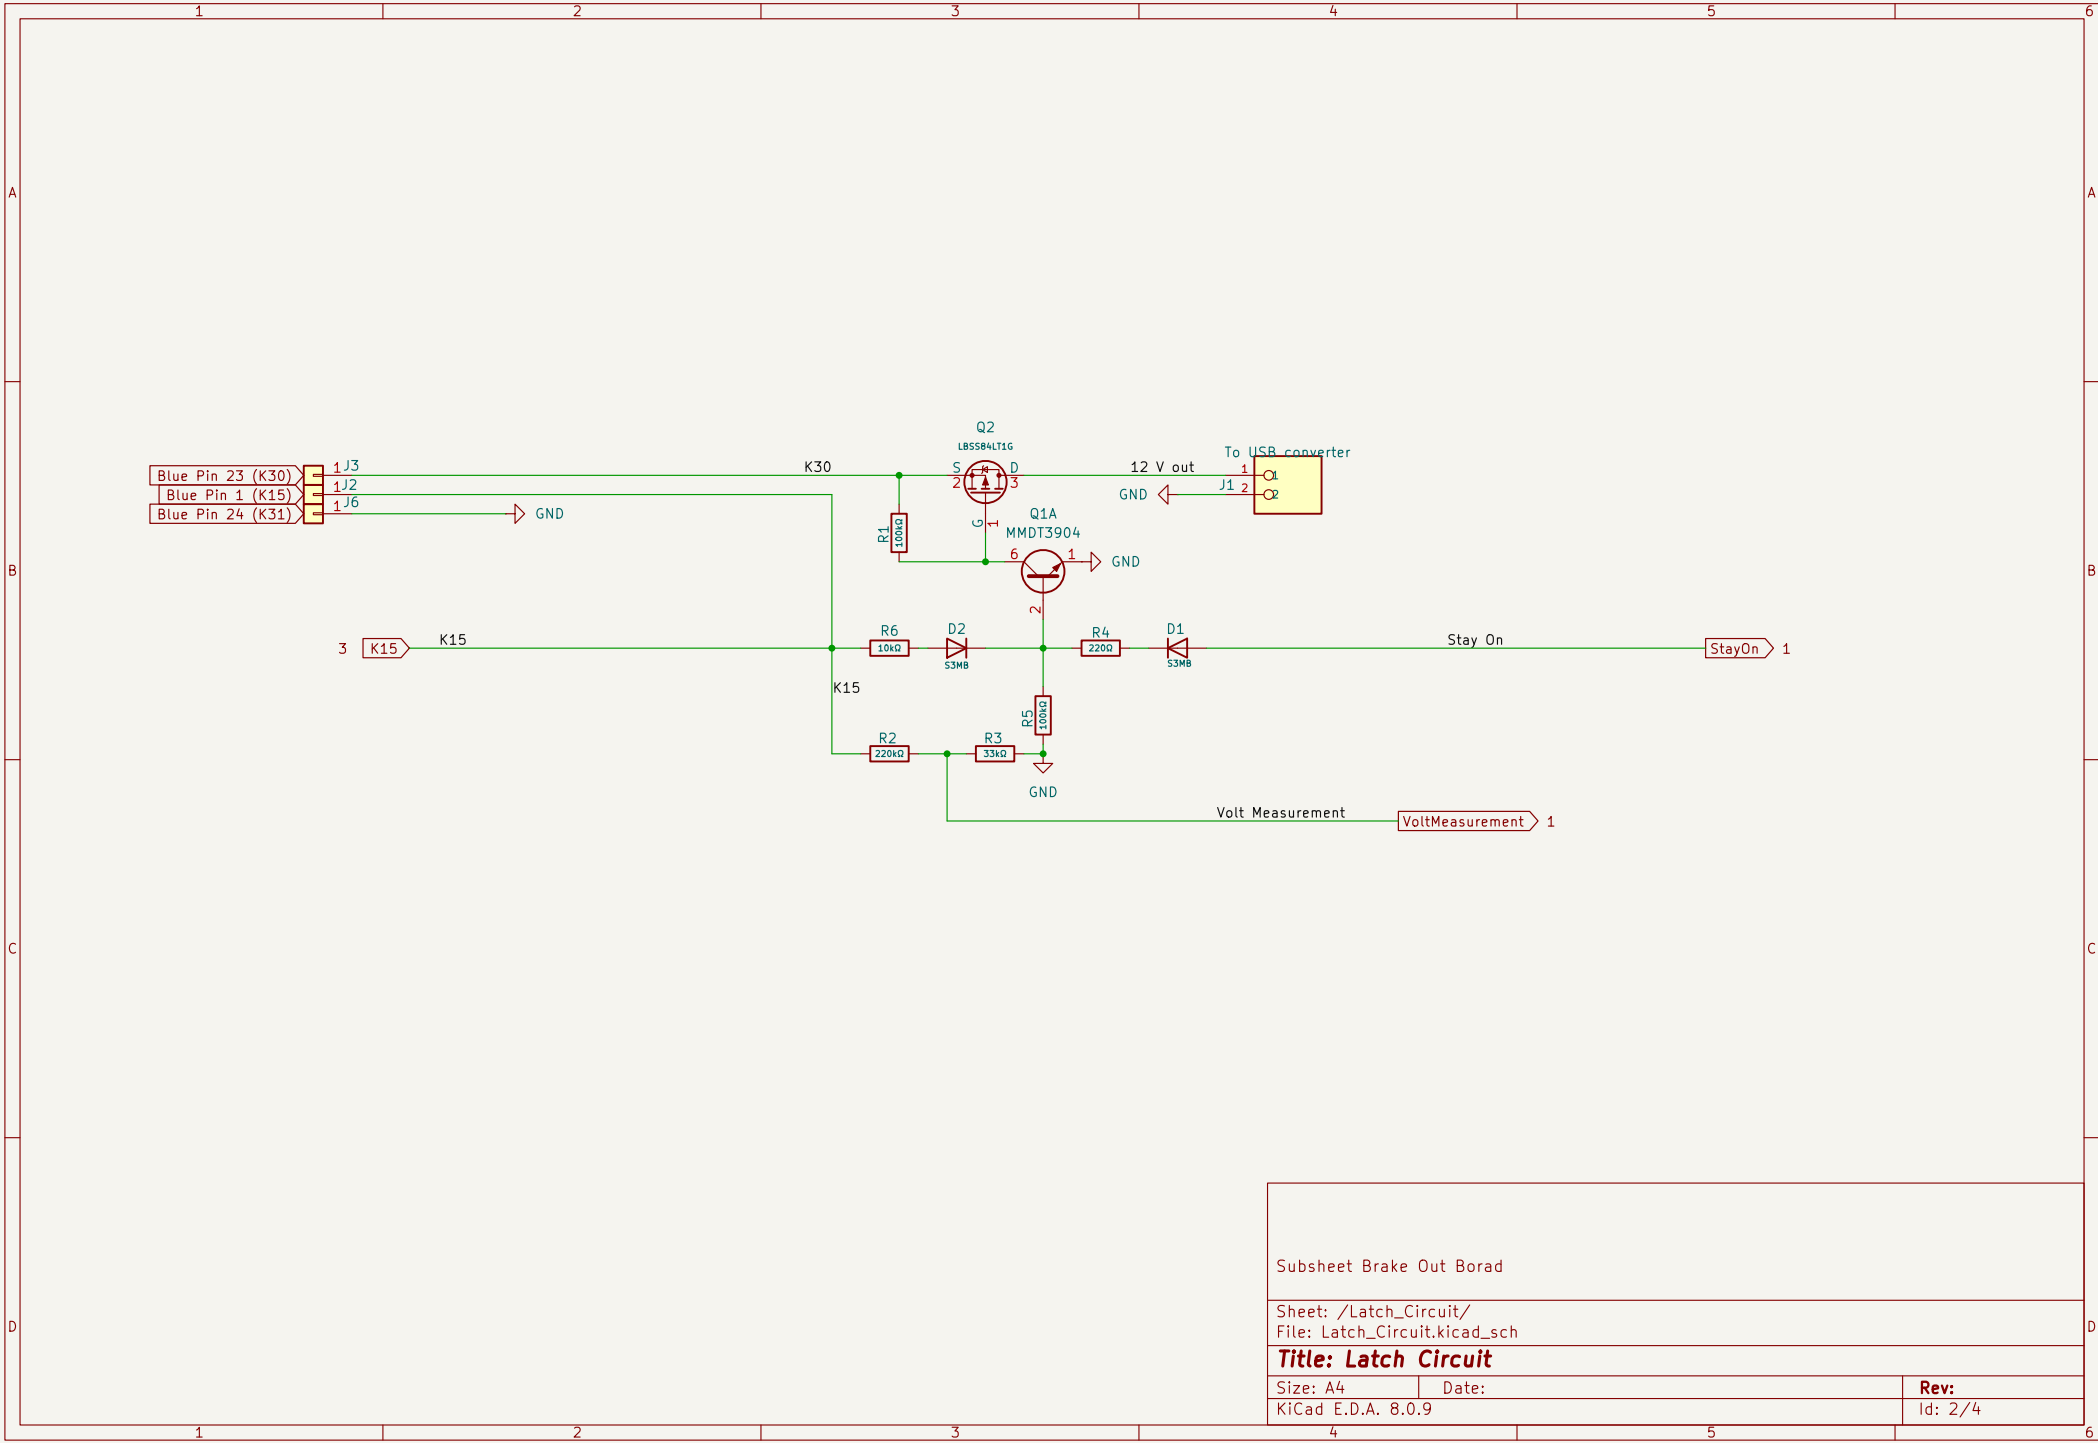 1 2 3 4 5 6
A A
Q2
LBSS84LT1G
To USB converter
Blue Pin 23 (K30) 1 J3 K30 S 2 D 3 12 V out 1 1
Blue Pin 1 (K15) 1 J2 GND J1 2 2
Blue Pin 24 (K31) 1 J6 GND
R1 100kΩ G 1
Q1A
MMDT3904
6 1 GND
B B
2
R6 D2 R4 D1
3 K15 K15 10kΩ S3MB 220Ω S3MB Stay On StayOn 1
K15
R5 100kΩ
R2 R3
220kΩ 33kΩ
GND
Volt Measurement VoltMeasurement 1
C C
Subsheet Brake Out Borad
Sheet: /Latch_Circuit/
File: Latch_Circuit.kicad_sch
D D
Title: Latch Circuit
Size: A4 Date: Rev:
KiCad E.D.A. 8.0.9 Id: 2/4
1 2 3 4 5 6